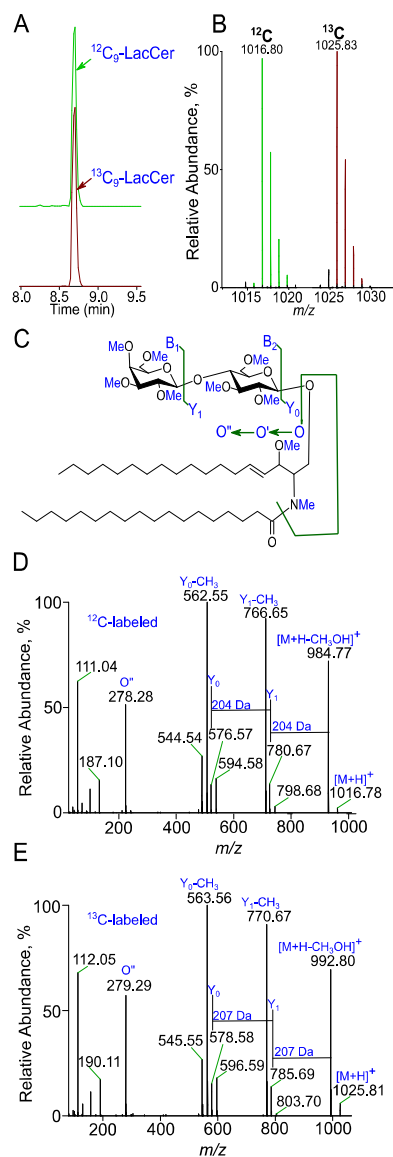 A
¹²C₉-LacCer
¹³C₉-LacCer
8.0 8.5 9.0 9.5
Time (min)
B
¹²C
1016.80
¹³C
1025.83
Relative Abundance, %
100
50
0
1015 1020 1025 1030
m/z
C
B₁
B₂
MeO
OMe
OMe
MeO
OMe
O
O
O
MeO
OMe
O
O
Y₁
Y₀
O" O' O
OMe
NMe
O
D
Y₀-CH₃
562.55
Y₁-CH₃
766.65
[M+H-CH₃OH]⁺
984.77
¹²C-labeled
111.04
O"
278.28
Y₀
204 Da
Y₁
204 Da
187.10
544.54
576.57
594.58
780.67
798.68
[M+H]⁺
1016.78
Relative Abundance, %
100
50
0
200 400 600 800 1000
m/z
E
Y₀-CH₃
563.56
Y₁-CH₃
770.67
[M+H-CH₃OH]⁺
992.80
¹³C-labeled
112.05
O"
279.29
Y₀
207 Da
Y₁
207 Da
190.11
545.55
578.58
596.59
785.69
803.70
[M+H]⁺
1025.81
Relative Abundance, %
100
50
0
200 400 600 800 1000
m/z